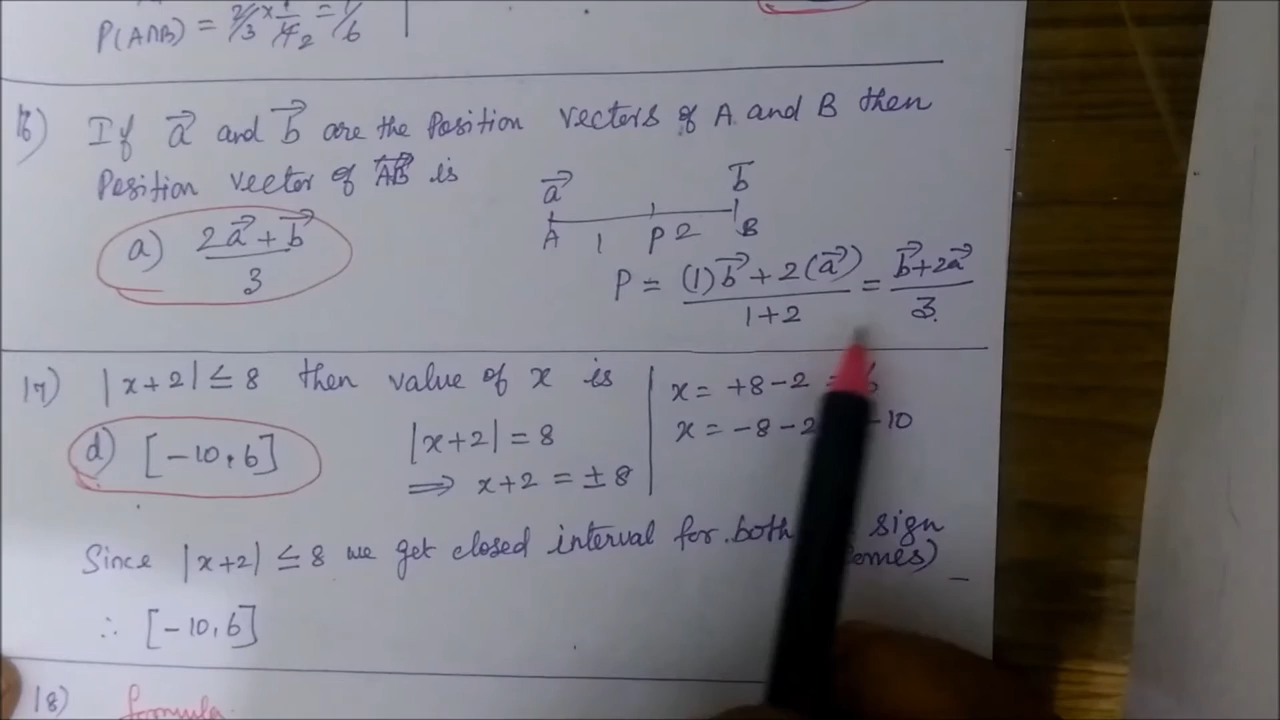 P(A∩B) = 2/3 × 1/4 2 = 1/6
16) If a⃗ and b⃗ are the Position vectors of A and B then
Position vector of AB is
a) 2a⃗ + b⃗ / 3
a⃗ b
A 1 P 2 B
P = (1)b⃗ + 2(a⃗) / 1+2 = b⃗+2a⃗ / 3
17) |x+2| ≤ 8 then value of x is
d) [-10, 6]
|x+2| = 8
⟹ x+2 = ±8
x = +8-2 = 6
x = -8-2 -10
Since |x+2| ≤ 8 we get closed interval for both sign
∴ [-10, 6]
18) formula